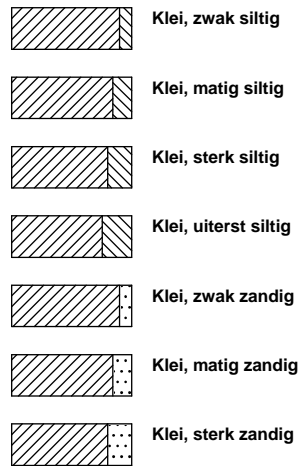 Klei, zwak siltig
Klei, matig siltig
Klei, sterk siltig
Klei, uiterst siltig
Klei, zwak zandig
Klei, matig zandig
Klei, sterk zandig